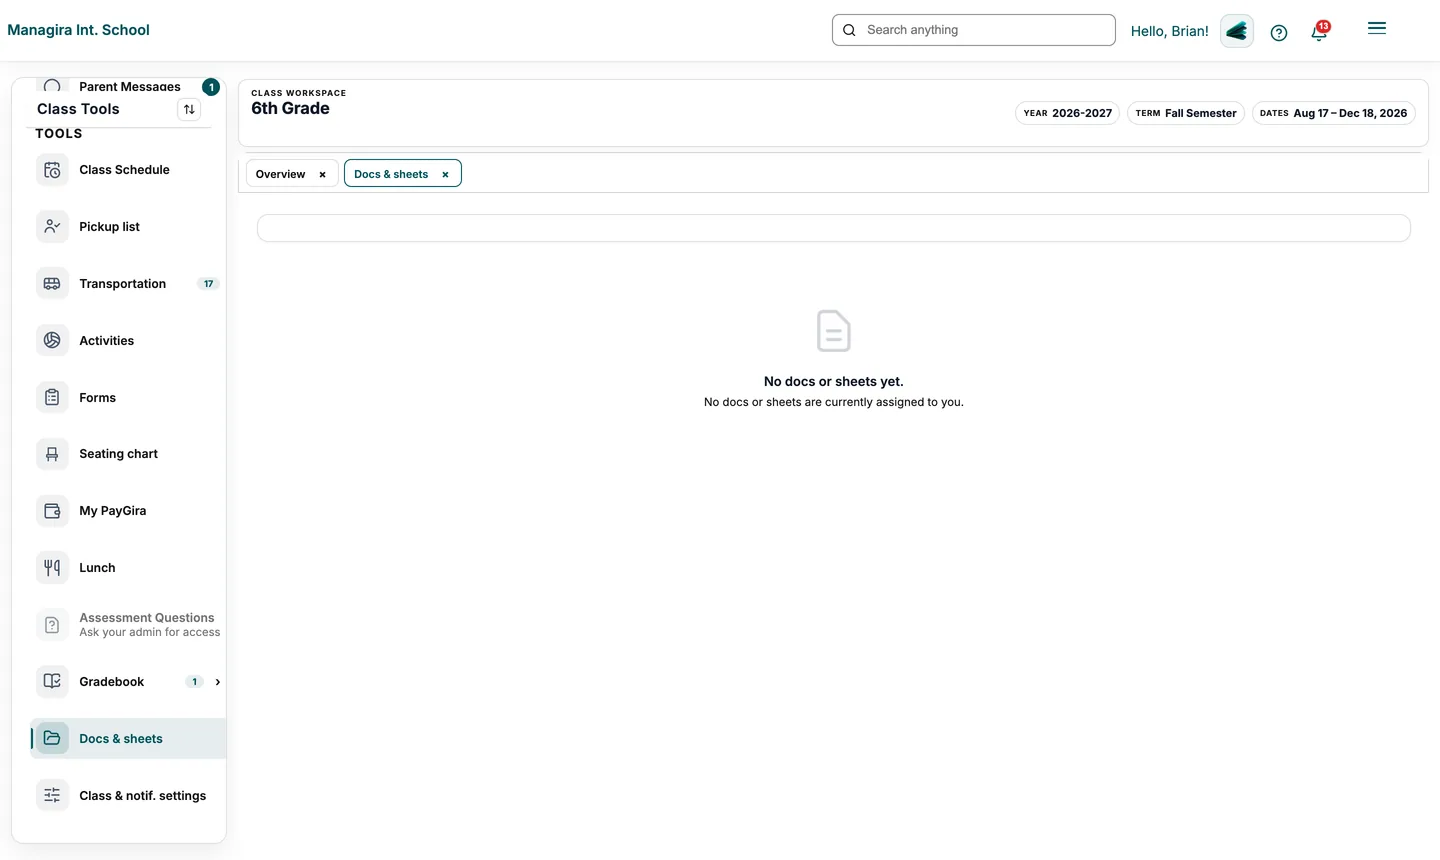 Managira Int. School
Search anything
Hello, Brian!
13
Parent Messages
1
Class Tools
TOOLS
Class Schedule
Pickup list
Transportation
17
Activities
Forms
Seating chart
My PayGira
Lunch
Assessment Questions
Ask your admin for access
Gradebook
1
Docs & sheets
Class & notif. settings
CLASS WORKSPACE
6th Grade
YEAR 2026-2027
TERM Fall Semester
DATES Aug 17 – Dec 18, 2026
Overview
Docs & sheets
No docs or sheets yet.
No docs or sheets are currently assigned to you.